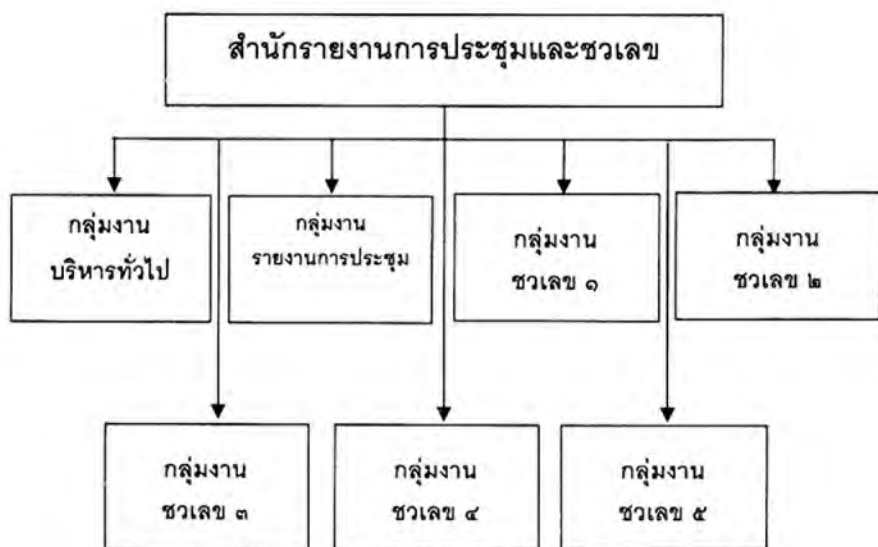 สำนักรายงานการประชุมและชวเลข
กลุ่มงาน
บริหารทั่วไป
กลุ่มงาน
รายงานการประชุม
กลุ่มงาน
ชวเลข ๑
กลุ่มงาน
ชวเลข ๒
กลุ่มงาน
ชวเลข ๓
กลุ่มงาน
ชวเลข ๔
กลุ่มงาน
ชวเลข ๕